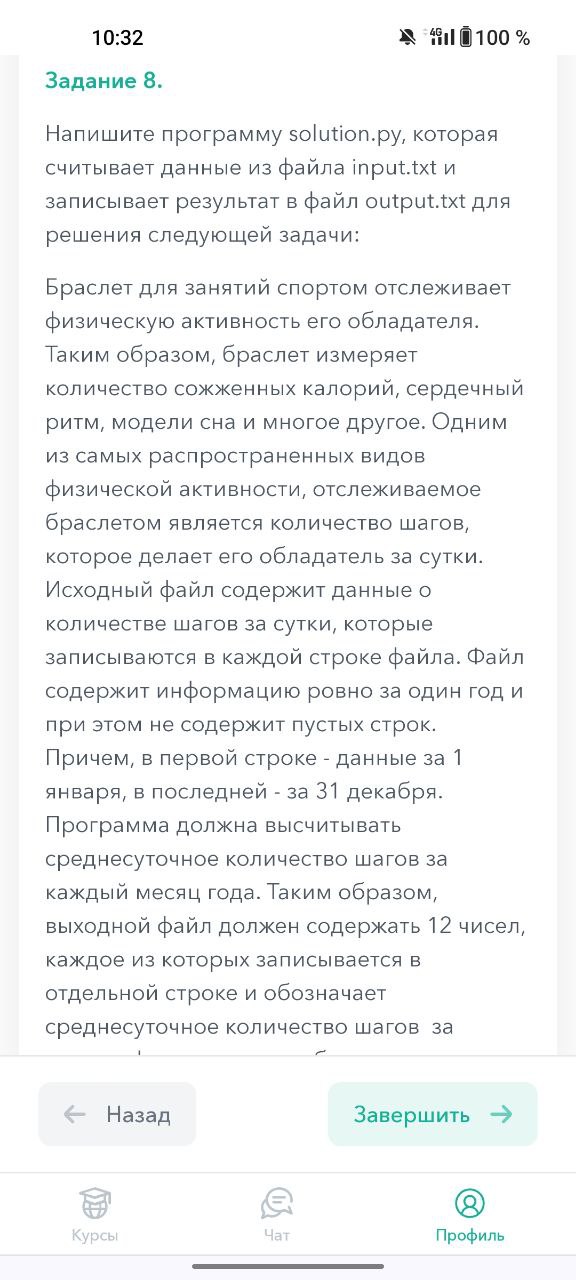 10:32
4G
100 %
Задание 8.
Напишите программу solution.py, которая
считывает данные из файла input.txt и
записывает результат в файл output.txt для
решения следующей задачи:
Браслет для занятий спортом отслеживает
физическую активность его обладателя.
Таким образом, браслет измеряет
количество сожженных калорий, сердечный
ритм, модели сна и многое другое. Одним
из самых распространенных видов
физической активности, отслеживаемое
браслетом является количество шагов,
которое делает его обладатель за сутки.
Исходный файл содержит данные о
количестве шагов за сутки, которые
записываются в каждой строке файла. Файл
содержит информацию ровно за один год и
при этом не содержит пустых строк.
Причем, в первой строке - данные за 1
января, в последней - за 31 декабря.
Программа должна высчитывать
среднесуточное количество шагов за
каждый месяц года. Таким образом,
выходной файл должен содержать 12 чисел,
каждое из которых записывается в
отдельной строке и обозначает
среднесуточное количество шагов за
Назад
Завершить
Курсы
Чат
Профиль